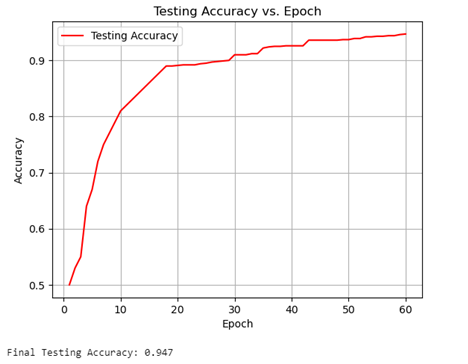 Testing Accuracy vs. Epoch
Testing Accuracy
0.9
0.8
0.7
0.6
0.5
Accuracy
0 10 20 30 40 50 60
Epoch
Final Testing Accuracy: 0.947